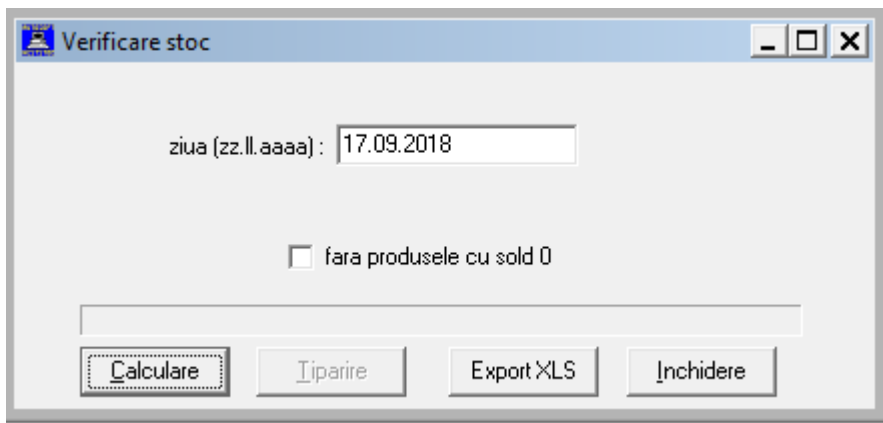 Verificare stoc
ziua (zz.ll.aaaa) : 17.09.2018
fara produsele cu sold 0
Calculare Tiparire Export XLS Inchidere